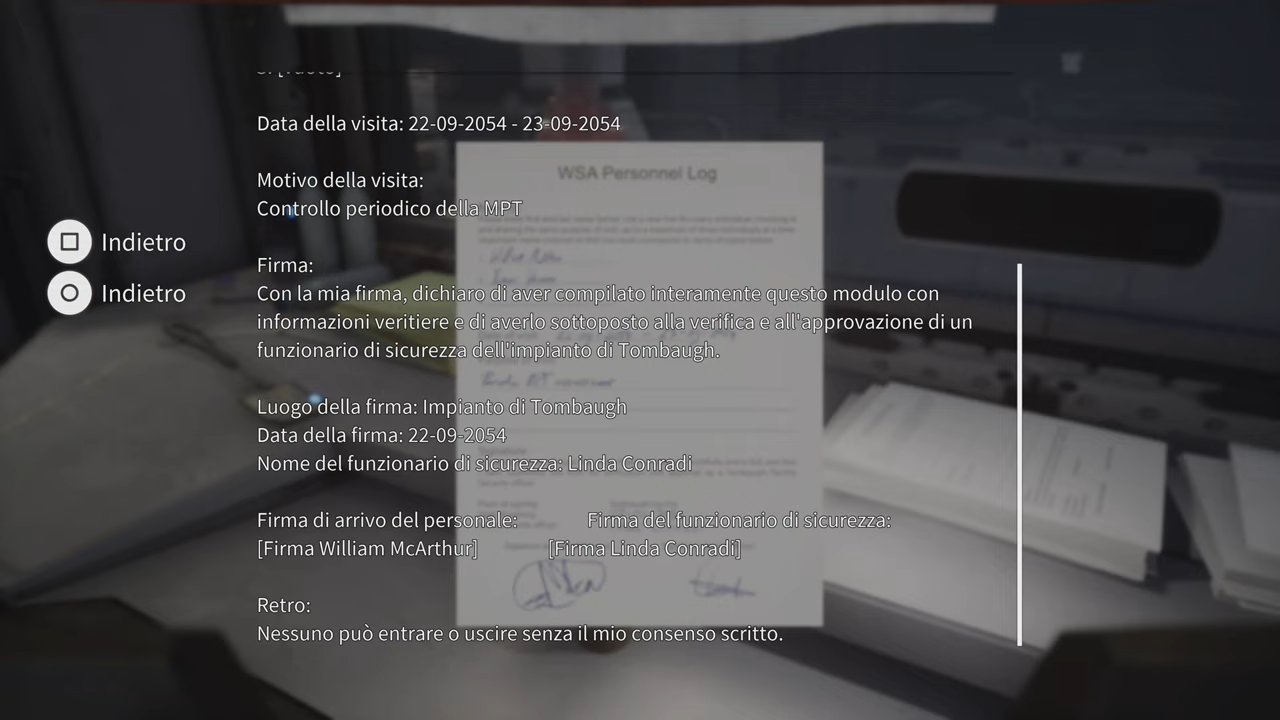 Data della visita: 22-09-2054 - 23-09-2054
WSA Personnel Log
Motivo della visita:
Controllo periodico della MPT
Indietro
Indietro
Firma:
Con la mia firma, dichiaro di aver compilato interamente questo modulo con
informazioni veritiere e di averlo sottoposto alla verifica e all'approvazione di un
funzionario di sicurezza dell'impianto di Tombaugh.
Luogo della firma: Impianto di Tombaugh
Data della firma: 22-09-2054
Nome del funzionario di sicurezza: Linda Conradi
Firma di arrivo del personale: Firma del funzionario di sicurezza:
[Firma William McArthur] [Firma Linda Conradi]
Retro:
Nessuno può entrare o uscire senza il mio consenso scritto.